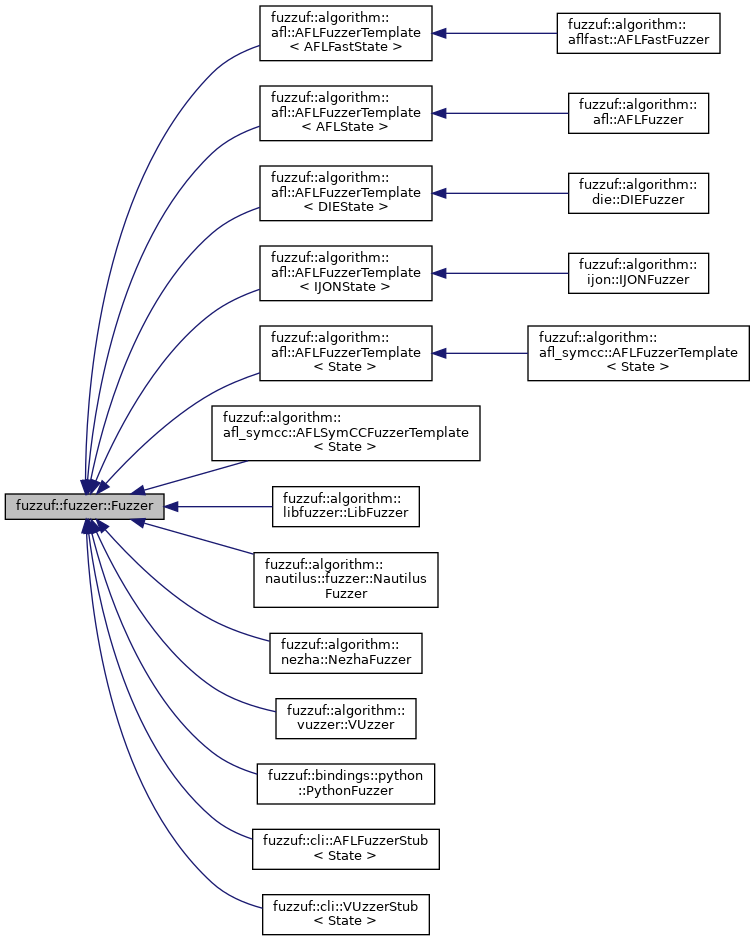 fuzzuf::algorithm::
afl::AFLFuzzerTemplate
< AFLFastState >
fuzzuf::algorithm::
aflfast::AFLFastFuzzer
fuzzuf::algorithm::
afl::AFLFuzzerTemplate
< AFLState >
fuzzuf::algorithm::
afl::AFLFuzzer
fuzzuf::algorithm::
afl::AFLFuzzerTemplate
< DIEState >
fuzzuf::algorithm::
die::DIEFuzzer
fuzzuf::algorithm::
afl::AFLFuzzerTemplate
< IJONState >
fuzzuf::algorithm::
ijon::IJONFuzzer
fuzzuf::algorithm::
afl::AFLFuzzerTemplate
< State >
fuzzuf::algorithm::
afl_symcc::AFLFuzzerTemplate
< State >
fuzzuf::algorithm::
afl_symcc::AFLSymCCFuzzerTemplate
< State >
fuzzuf::fuzzer::Fuzzer
fuzzuf::algorithm::
libfuzzer::LibFuzzer
fuzzuf::algorithm::
nautilus::fuzzer::Nautilus
Fuzzer
fuzzuf::algorithm::
nezha::NezhaFuzzer
fuzzuf::algorithm::
vuzzer::VUzzer
fuzzuf::bindings::python
::PythonFuzzer
fuzzuf::cli::AFLFuzzerStub
< State >
fuzzuf::cli::VUzzerStub
< State >